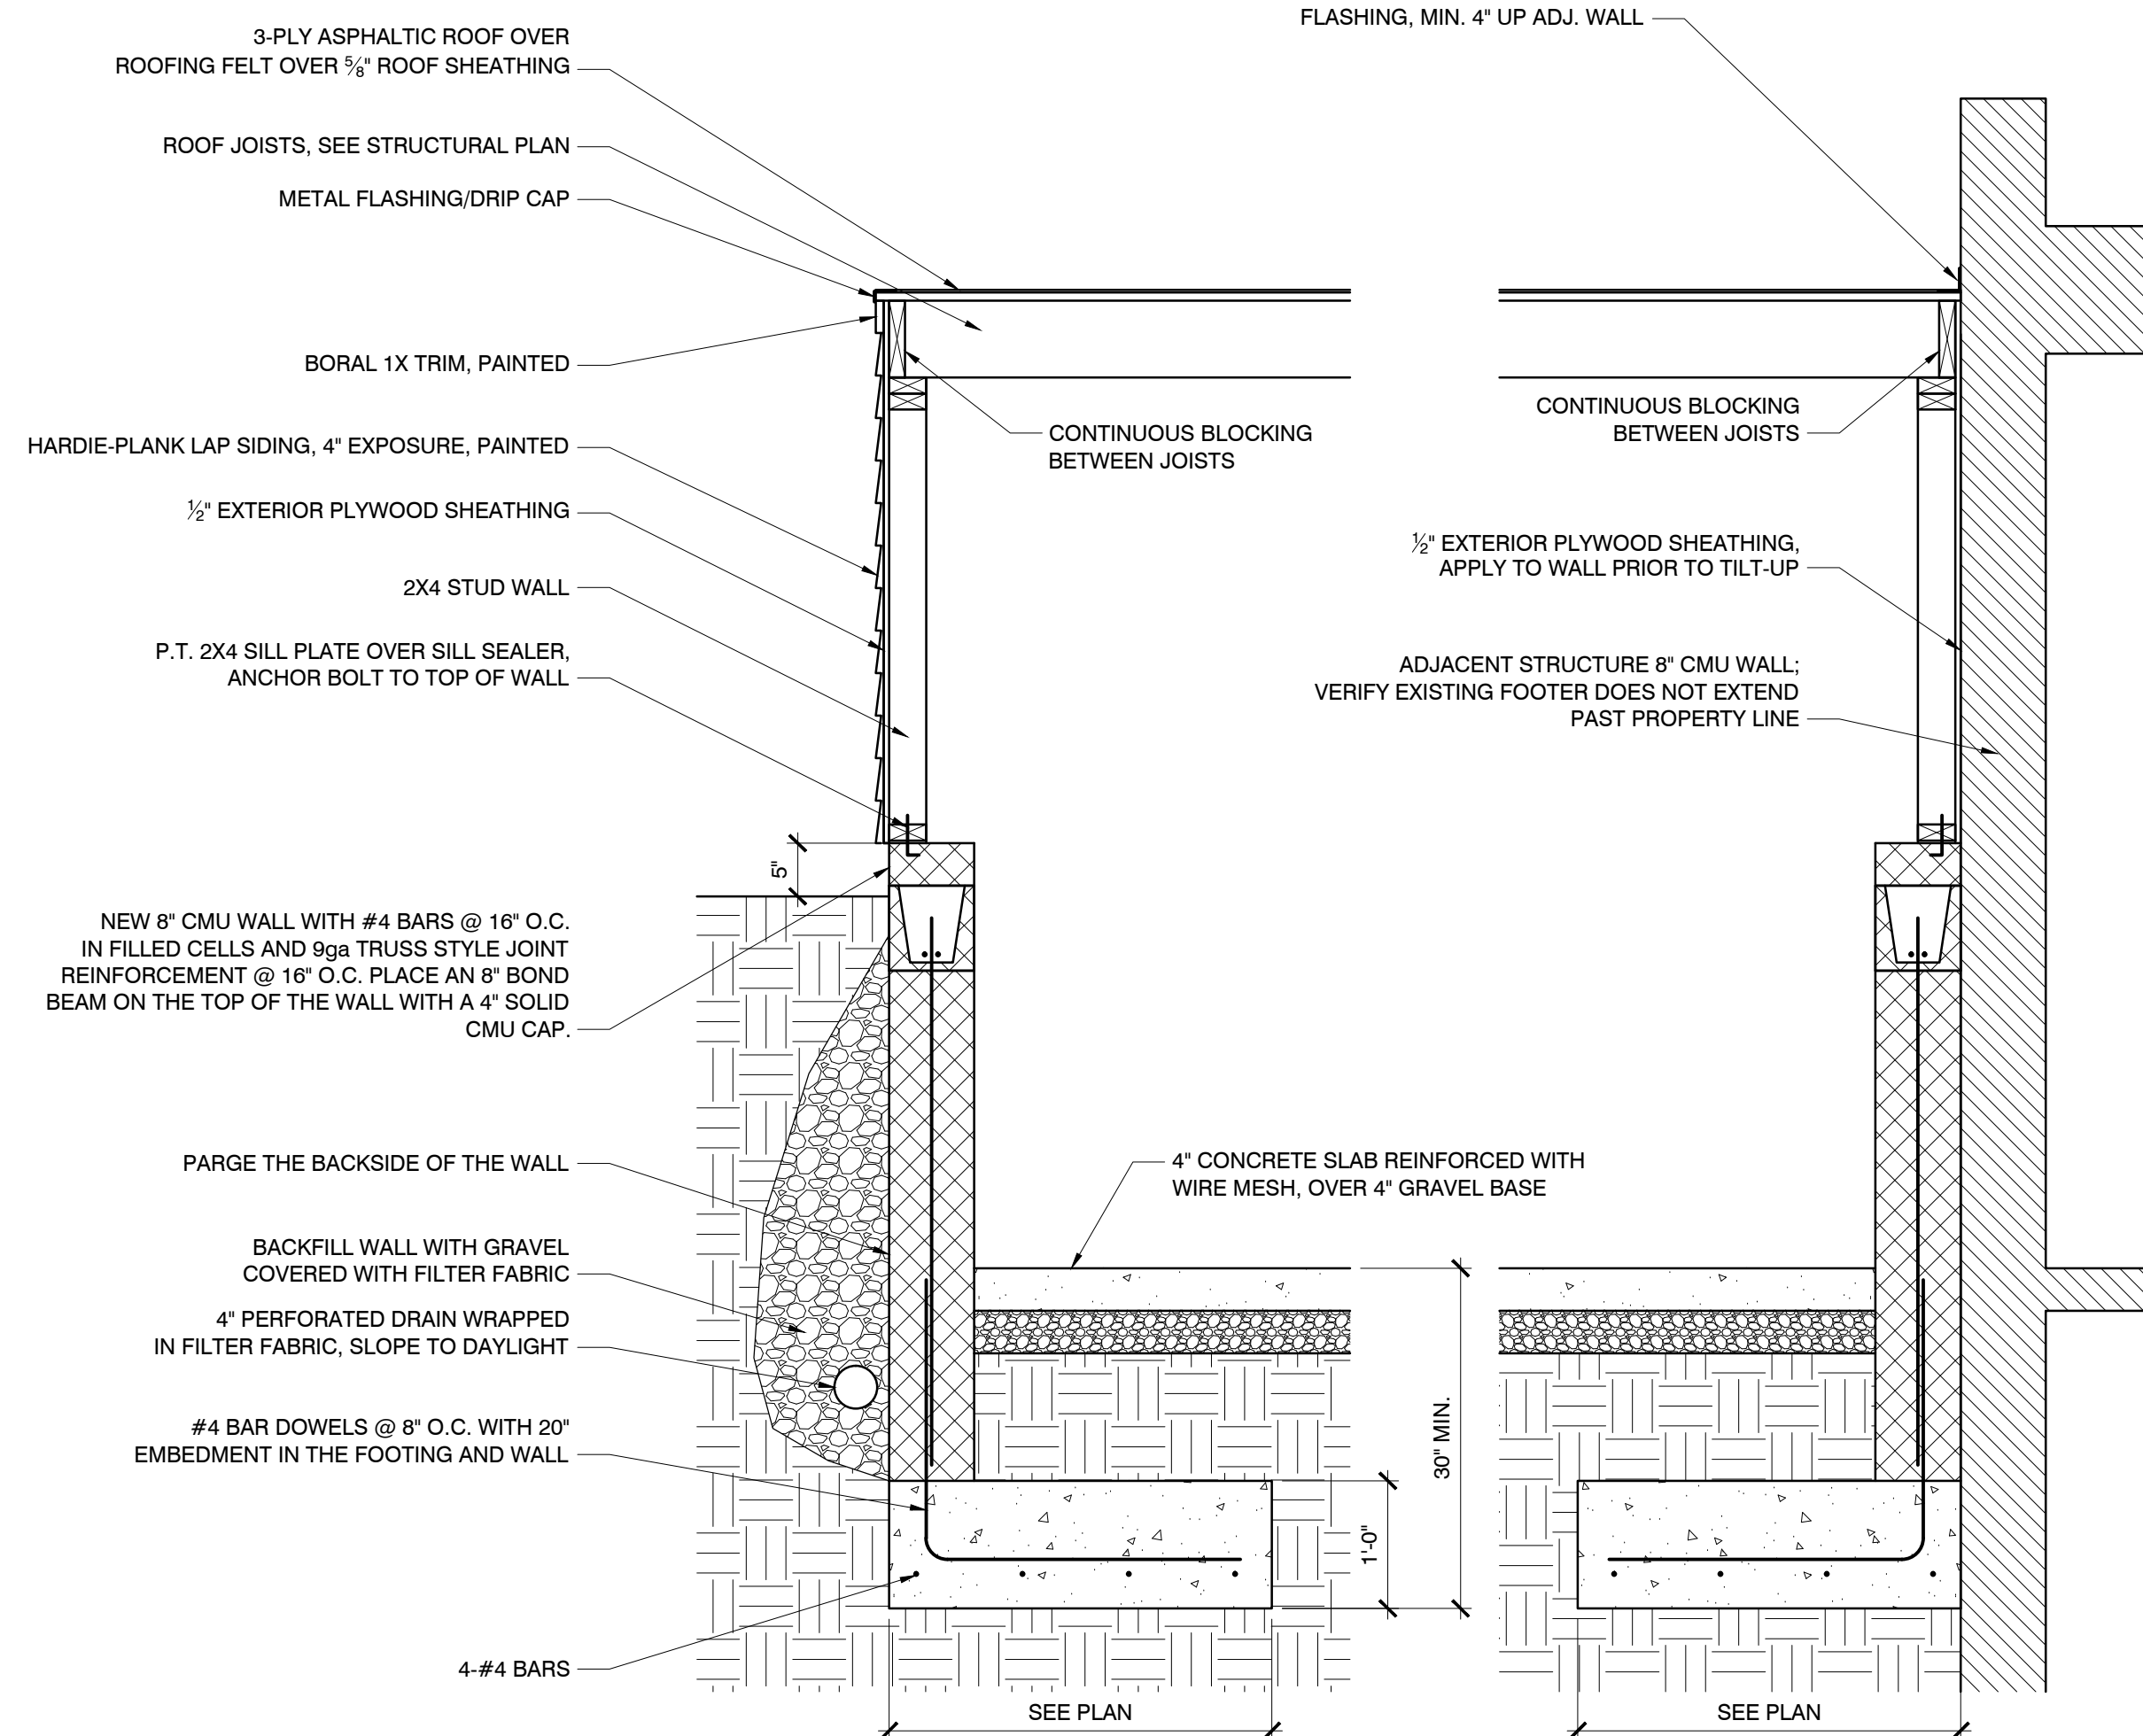 FLASHING, MIN. 4" UP ADJ. WALL
3-PLY ASPHALTIC ROOF OVER
ROOFING FELT OVER ⅝" ROOF SHEATHING
ROOF JOISTS, SEE STRUCTURAL PLAN
METAL FLASHING/DRIP CAP
BORAL 1X TRIM, PAINTED
HARDIE-PLANK LAP SIDING, 4" EXPOSURE, PAINTED
½" EXTERIOR PLYWOOD SHEATHING
2X4 STUD WALL
P.T. 2X4 SILL PLATE OVER SILL SEALER,
ANCHOR BOLT TO TOP OF WALL
5"
NEW 8" CMU WALL WITH #4 BARS @ 16" O.C.
IN FILLED CELLS AND 9ga TRUSS STYLE JOINT
REINFORCEMENT @ 16" O.C. PLACE AN 8" BOND
BEAM ON THE TOP OF THE WALL WITH A 4" SOLID
CMU CAP.
PARGE THE BACKSIDE OF THE WALL
BACKFILL WALL WITH GRAVEL
COVERED WITH FILTER FABRIC
4" PERFORATED DRAIN WRAPPED
IN FILTER FABRIC, SLOPE TO DAYLIGHT
#4 BAR DOWELS @ 8" O.C. WITH 20"
EMBEDMENT IN THE FOOTING AND WALL
4-#4 BARS
CONTINUOUS BLOCKING
BETWEEN JOISTS
CONTINUOUS BLOCKING
BETWEEN JOISTS
½" EXTERIOR PLYWOOD SHEATHING,
APPLY TO WALL PRIOR TO TILT-UP
ADJACENT STRUCTURE 8" CMU WALL;
VERIFY EXISTING FOOTER DOES NOT EXTEND
PAST PROPERTY LINE
4" CONCRETE SLAB REINFORCED WITH
WIRE MESH, OVER 4" GRAVEL BASE
30" MIN.
1'-0"
SEE PLAN
SEE PLAN